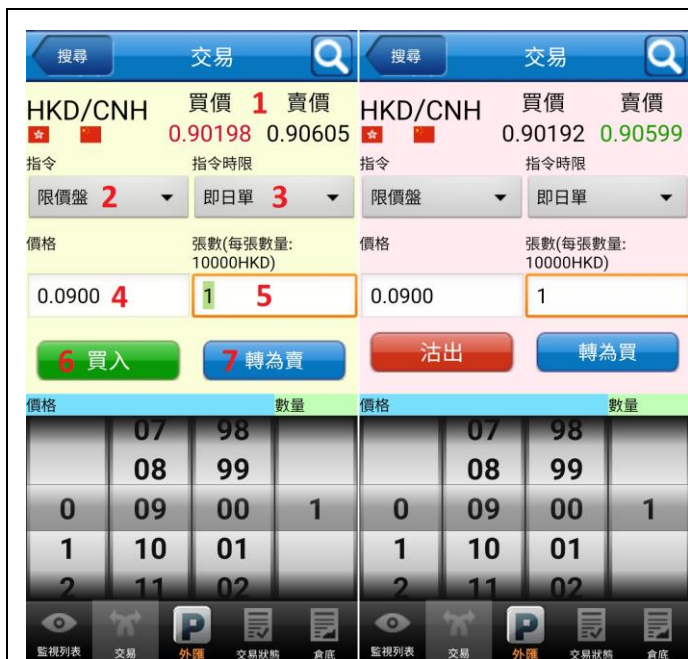 搜尋 交易
HKD/CNH 買價 1 賣價
0.90198 0.90605
指令 指令時限
限價盤 2 即日單 3
價格 張數(每張數量:
10000HKD)
0.0900 4 1 5
6 買入 7 轉為賣
價格 數量
07 98
08 99
0 09 00 1
1 10 01
2 11 02
監視列表 交易 P 外匯 交易狀態 倉底
搜尋 交易
HKD/CNH 買價 賣價
0.90192 0.90599
指令 指令時限
限價盤 即日單
價格 張數(每張數量:
10000HKD)
0.0900 1
沽出 轉為買
價格 數量
07 98
08 99
0 09 00 1
1 10 01
2 11 02
監視列表 交易 P 外匯 交易狀態 倉底